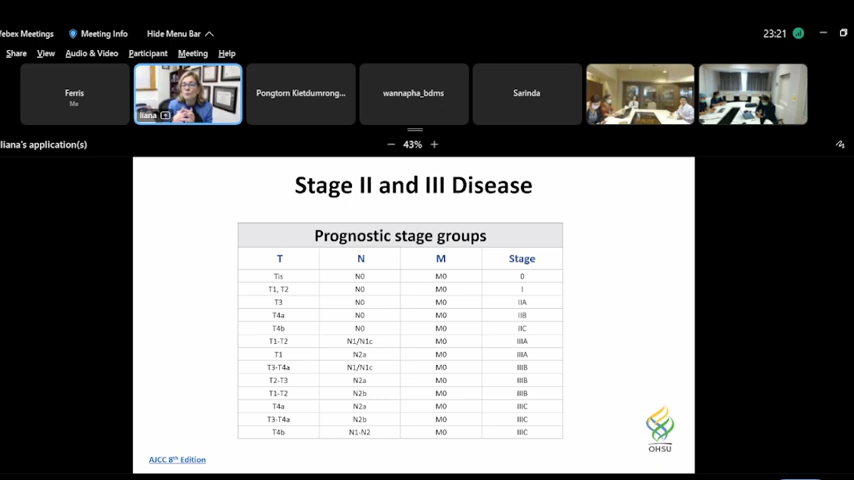 ebex Meetings Meeting Info Hide Menu Bar 23:21
Share View Audio & Video Participant Meeting Help
Ferris
Me
liana
Pongtorn Kietdumrong...
wannapha_bdms
Sarinda
liana's application(s) 43%
Stage II and III Disease
Prognostic stage groups
T N M Stage
Tis N0 M0 0
T1, T2 N0 M0 I
T3 N0 M0 IIA
T4a N0 M0 IIB
T4b N0 M0 IIC
T1-T2 N1/N1c M0 IIIA
T1 N2a M0 IIIA
T3-T4a N1/N1c M0 IIIB
T2-T3 N2a M0 IIIB
T1-T2 N2b M0 IIIB
T4a N2a M0 IIIC
T3-T4a N2b M0 IIIC
T4b N1-N2 M0 IIIC
AJCC 8th Edition
OHSU